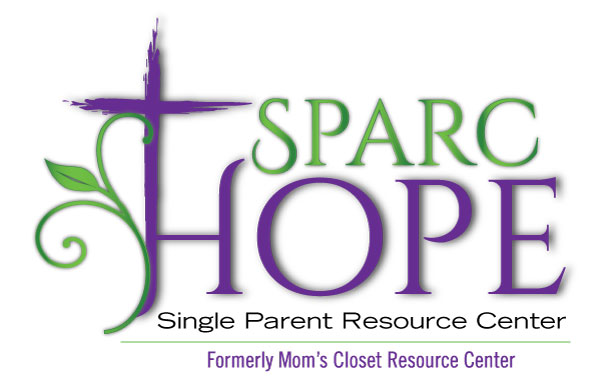 SPARC
HOPE
Single Parent Resource Center
Formerly Mom's Closet Resource Center